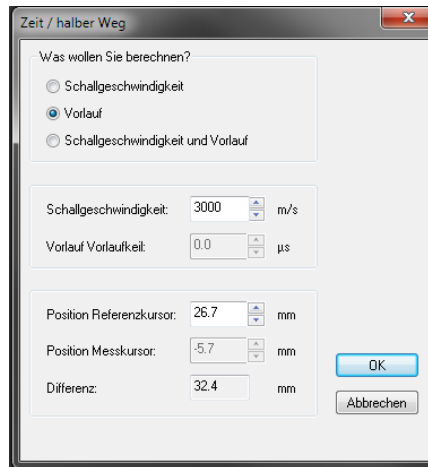 Zeit / halber Weg
Was wollen Sie berechnen?
Schallgeschwindigkeit
Vorlauf
Schallgeschwindigkeit und Vorlauf
Schallgeschwindigkeit: 3000 m/s
Vorlauf Vorlaufkeil: 0.0 µs
Position Referenzkursor: 26.7 mm
Position Messkursor: -5.7 mm
Differenz: 32.4 mm
OK
Abbrechen